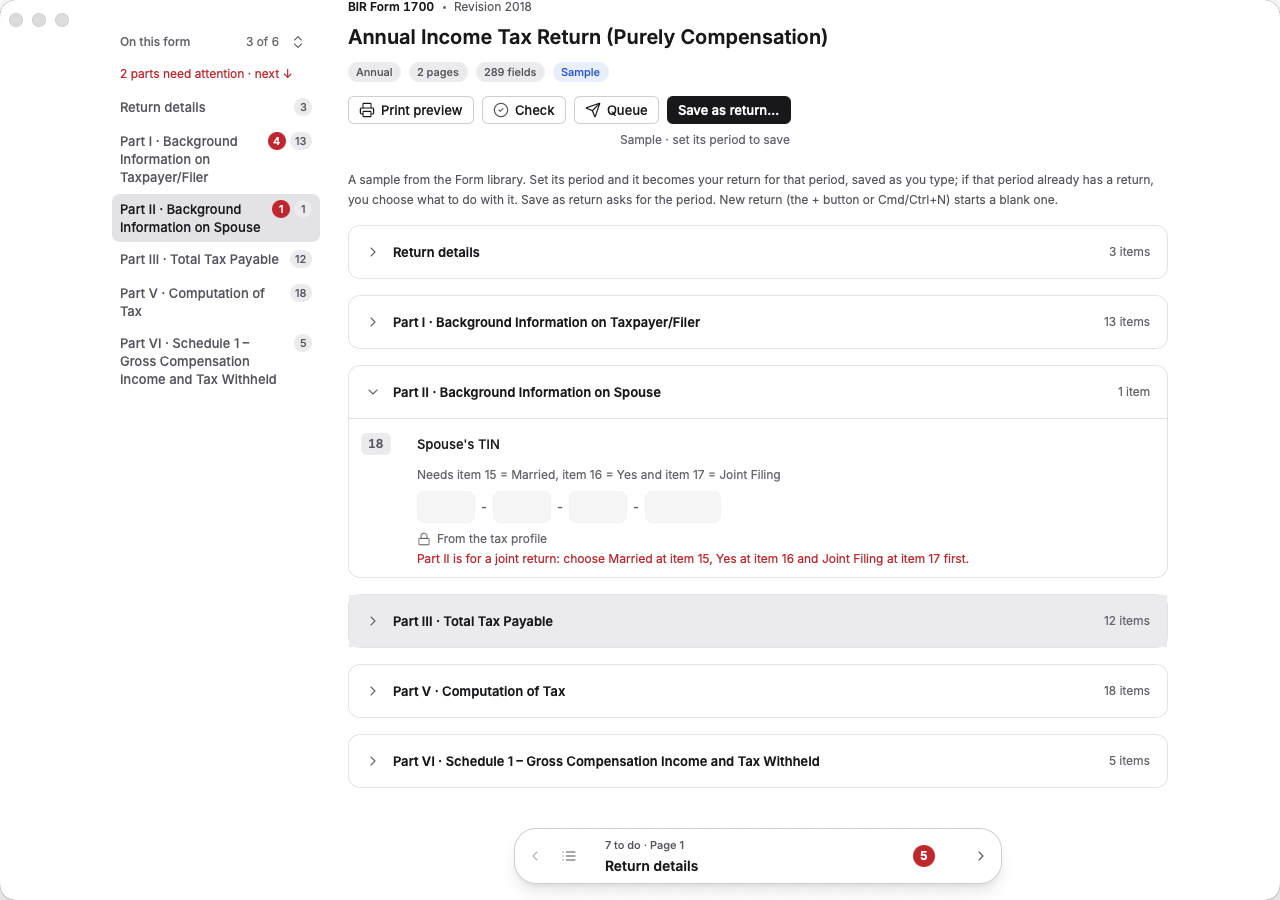 On this form
3 of 6
2 parts need attention · next ↓
Return details
3
Part I · Background Information on Taxpayer/Filer
4
13
Part II · Background Information on Spouse
1
1
Part III · Total Tax Payable
12
Part V · Computation of Tax
18
Part VI · Schedule 1 – Gross Compensation Income and Tax Withheld
5
BIR Form 1700 • Revision 2018
Annual Income Tax Return (Purely Compensation)
Annual
2 pages
289 fields
Sample
Print preview
Check
Queue
Save as return...
Sample · set its period to save
A sample from the Form library. Set its period and it becomes your return for that period, saved as you type; if that period already has a return,
you choose what to do with it. Save as return asks for the period. New return (the + button or Cmd/Ctrl+N) starts a blank one.
Return details
3 items
Part I · Background Information on Taxpayer/Filer
13 items
Part II · Background Information on Spouse
1 item
18
Spouse's TIN
Needs item 15 = Married, item 16 = Yes and item 17 = Joint Filing
- - -
From the tax profile
Part II is for a joint return: choose Married at item 15, Yes at item 16 and Joint Filing at item 17 first.
Part III · Total Tax Payable
12 items
Part V · Computation of Tax
18 items
Part VI · Schedule 1 – Gross Compensation Income and Tax Withheld
5 items
7 to do · Page 1
Return details
5